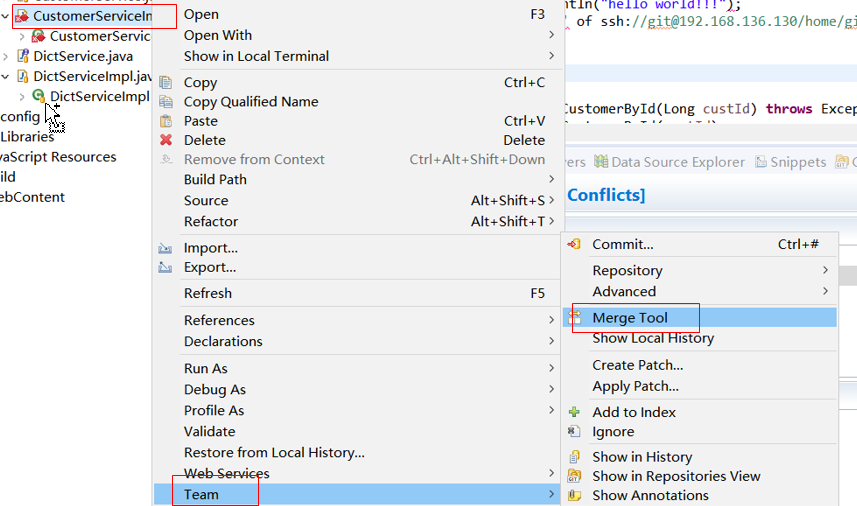 CustomerServiceIm
CustomerServic
DictService.java
DictServiceImpl.jav
DictServiceImpl
config
Libraries
vaScript Resources
ild
ebContent
Open F3
Open With
Show in Local Terminal
Copy Ctrl+C
Copy Qualified Name
Paste Ctrl+V
Delete Delete
Remove from Context Ctrl+Alt+Shift+Down
Build Path
Source Alt+Shift+S
Refactor Alt+Shift+T
Import...
Export...
Refresh F5
References
Declarations
Run As
Debug As
Profile As
Validate
Restore from Local History...
Web Services
Team
ntln("hello world!!!");
of ssh://git@192.168.136.130/home/gi
CustomerById(Long custId) throws Excep
ers Data Source Explorer Snippets
Conflicts]
Commit... Ctrl+#
Repository
Advanced
Merge Tool
Show Local History
Create Patch...
Apply Patch...
Add to Index
Ignore
Show in History
Show in Repositories View
Show Annotations